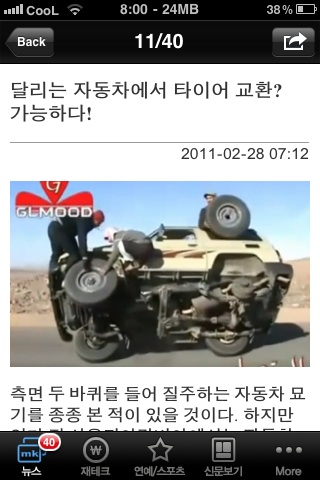 CooL 8:00 - 24MB 38%
Back 11/40
달리는 자동차에서 타이어 교환?
가능하다!
2011-02-28 07:12
G
GLMOOD
측면 두 바퀴를 들어 질주하는 자동차 묘
기를 종종 본 적이 있을 것이다. 하지만
mk 40
뉴스 재테크 연예/스포츠 신문보기 More